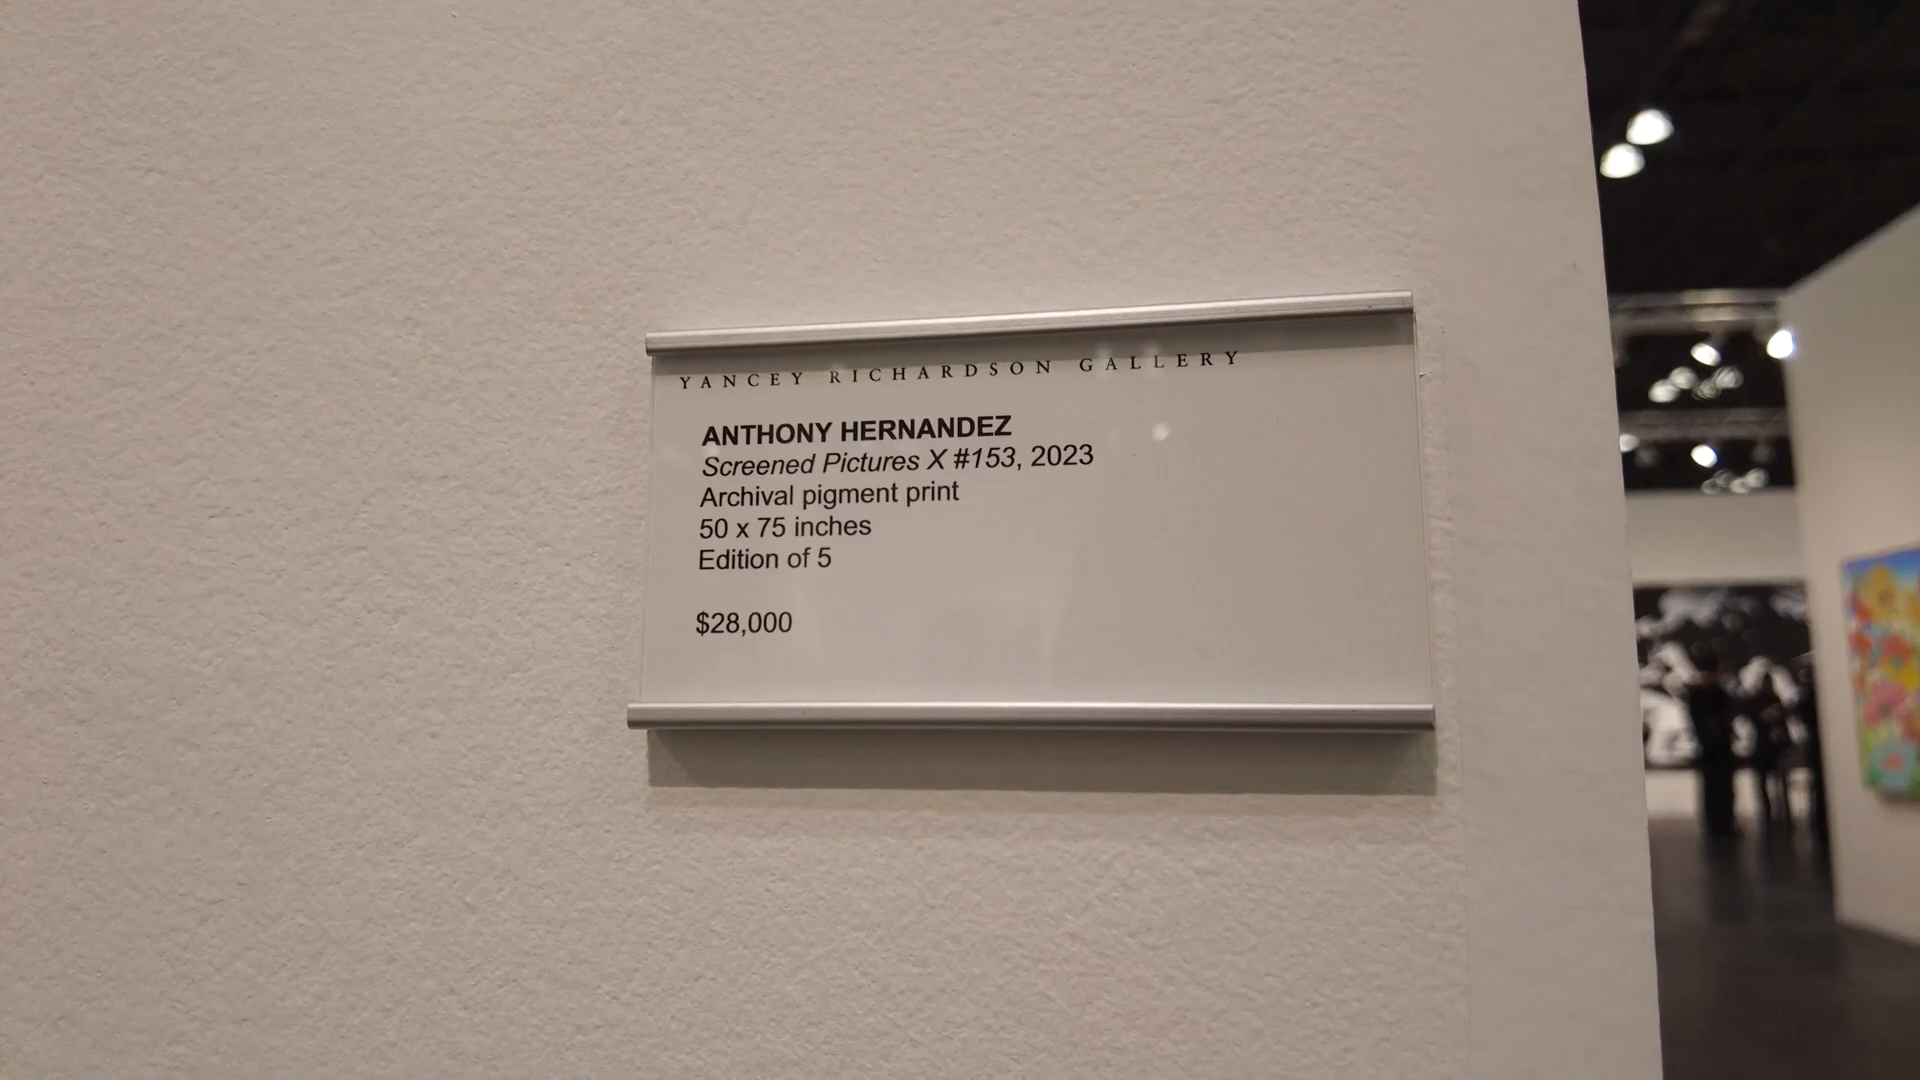 YANCEY RICHARDSON GALLERY
ANTHONY HERNANDEZ
Screened Pictures X #153, 2023
Archival pigment print
50 x 75 inches
Edition of 5
$28,000